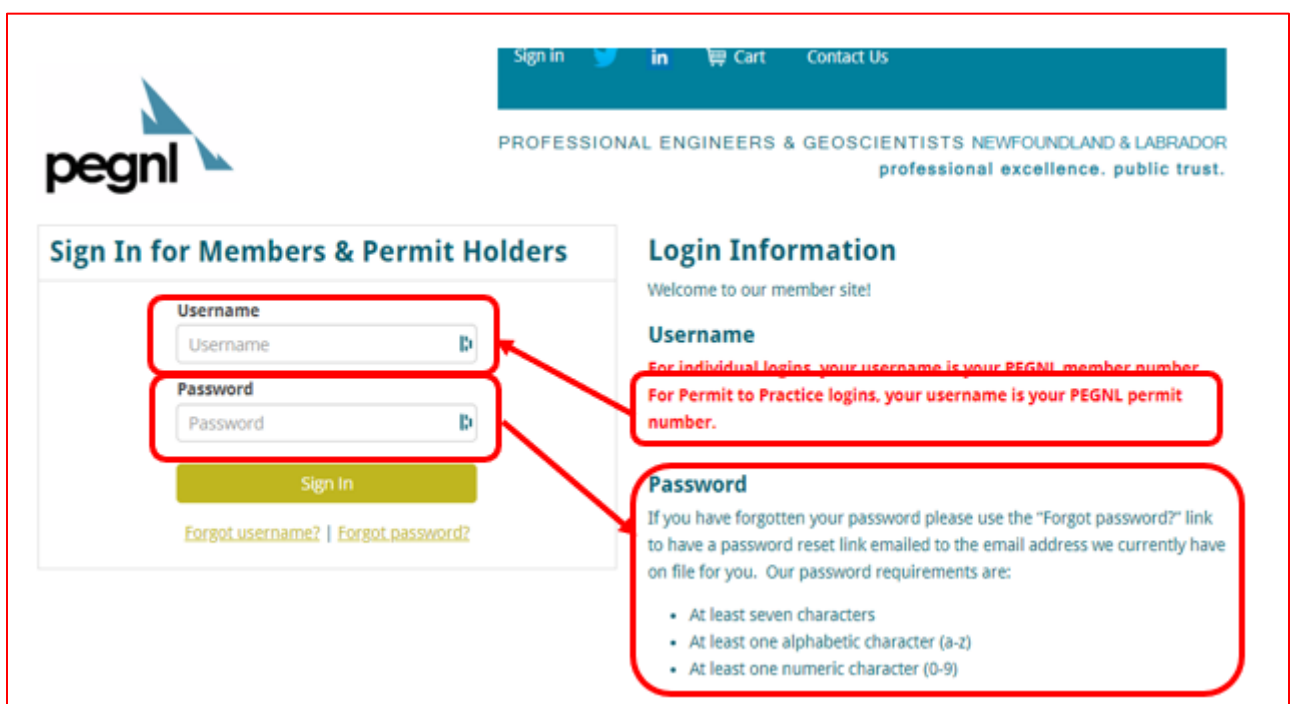 Sign in Cart Contact Us
pegnl
PROFESSIONAL ENGINEERS & GEOSCIENTISTS NEWFOUNDLAND & LABRADOR
professional excellence. public trust.
Sign In for Members & Permit Holders
Username
Username
Password
Password
Sign In
Forgot username? | Forgot password?
Login Information
Welcome to our member site!
Username
For individual logins, your username is your PEGNL member number
For Permit to Practice logins, your username is your PEGNL permit
number.
Password
If you have forgotten your password please use the “Forgot password?” link
to have a password reset link emailed to the email address we currently have
on file for you. Our password requirements are:
• At least seven characters
• At least one alphabetic character (a-z)
• At least one numeric character (0-9)